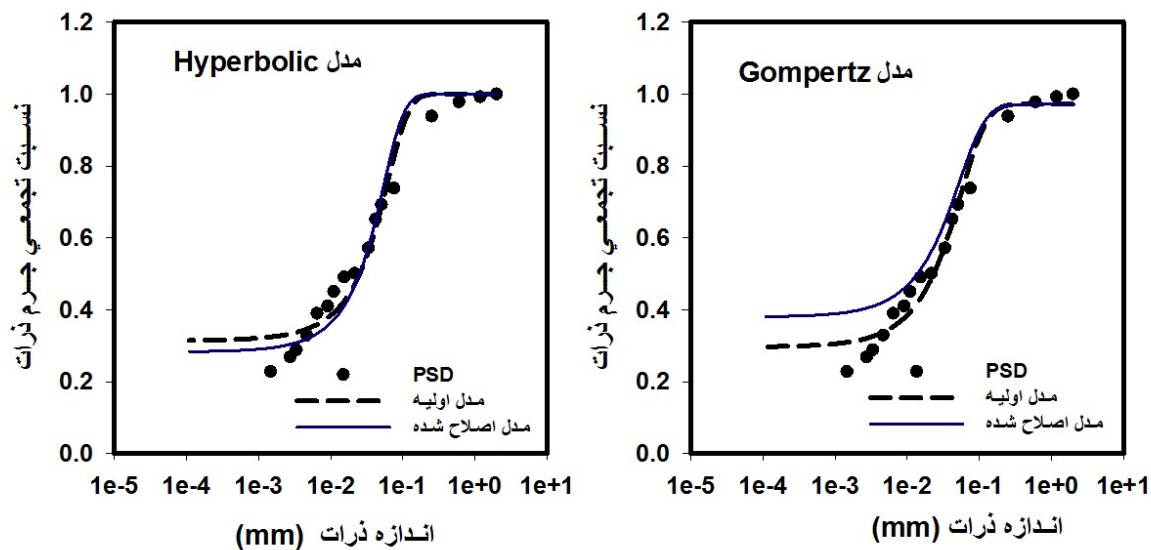 مدل Hyperbolic
نسبت تجمعي جرم ذرات
1.2
1.0
0.8
0.6
0.4
0.2
0.0
PSD
مدل اوليه
مدل اصلاح شده
1e-5 1e-4 1e-3 1e-2 1e-1 1e+0 1e+1
اندازه ذرات (mm)
مدل Gompertz
نسبت تجمعي جرم ذرات
1.2
1.0
0.8
0.6
0.4
0.2
0.0
PSD
مدل اوليه
مدل اصلاح شده
1e-5 1e-4 1e-3 1e-2 1e-1 1e+0 1e+1
اندازه ذرات (mm)